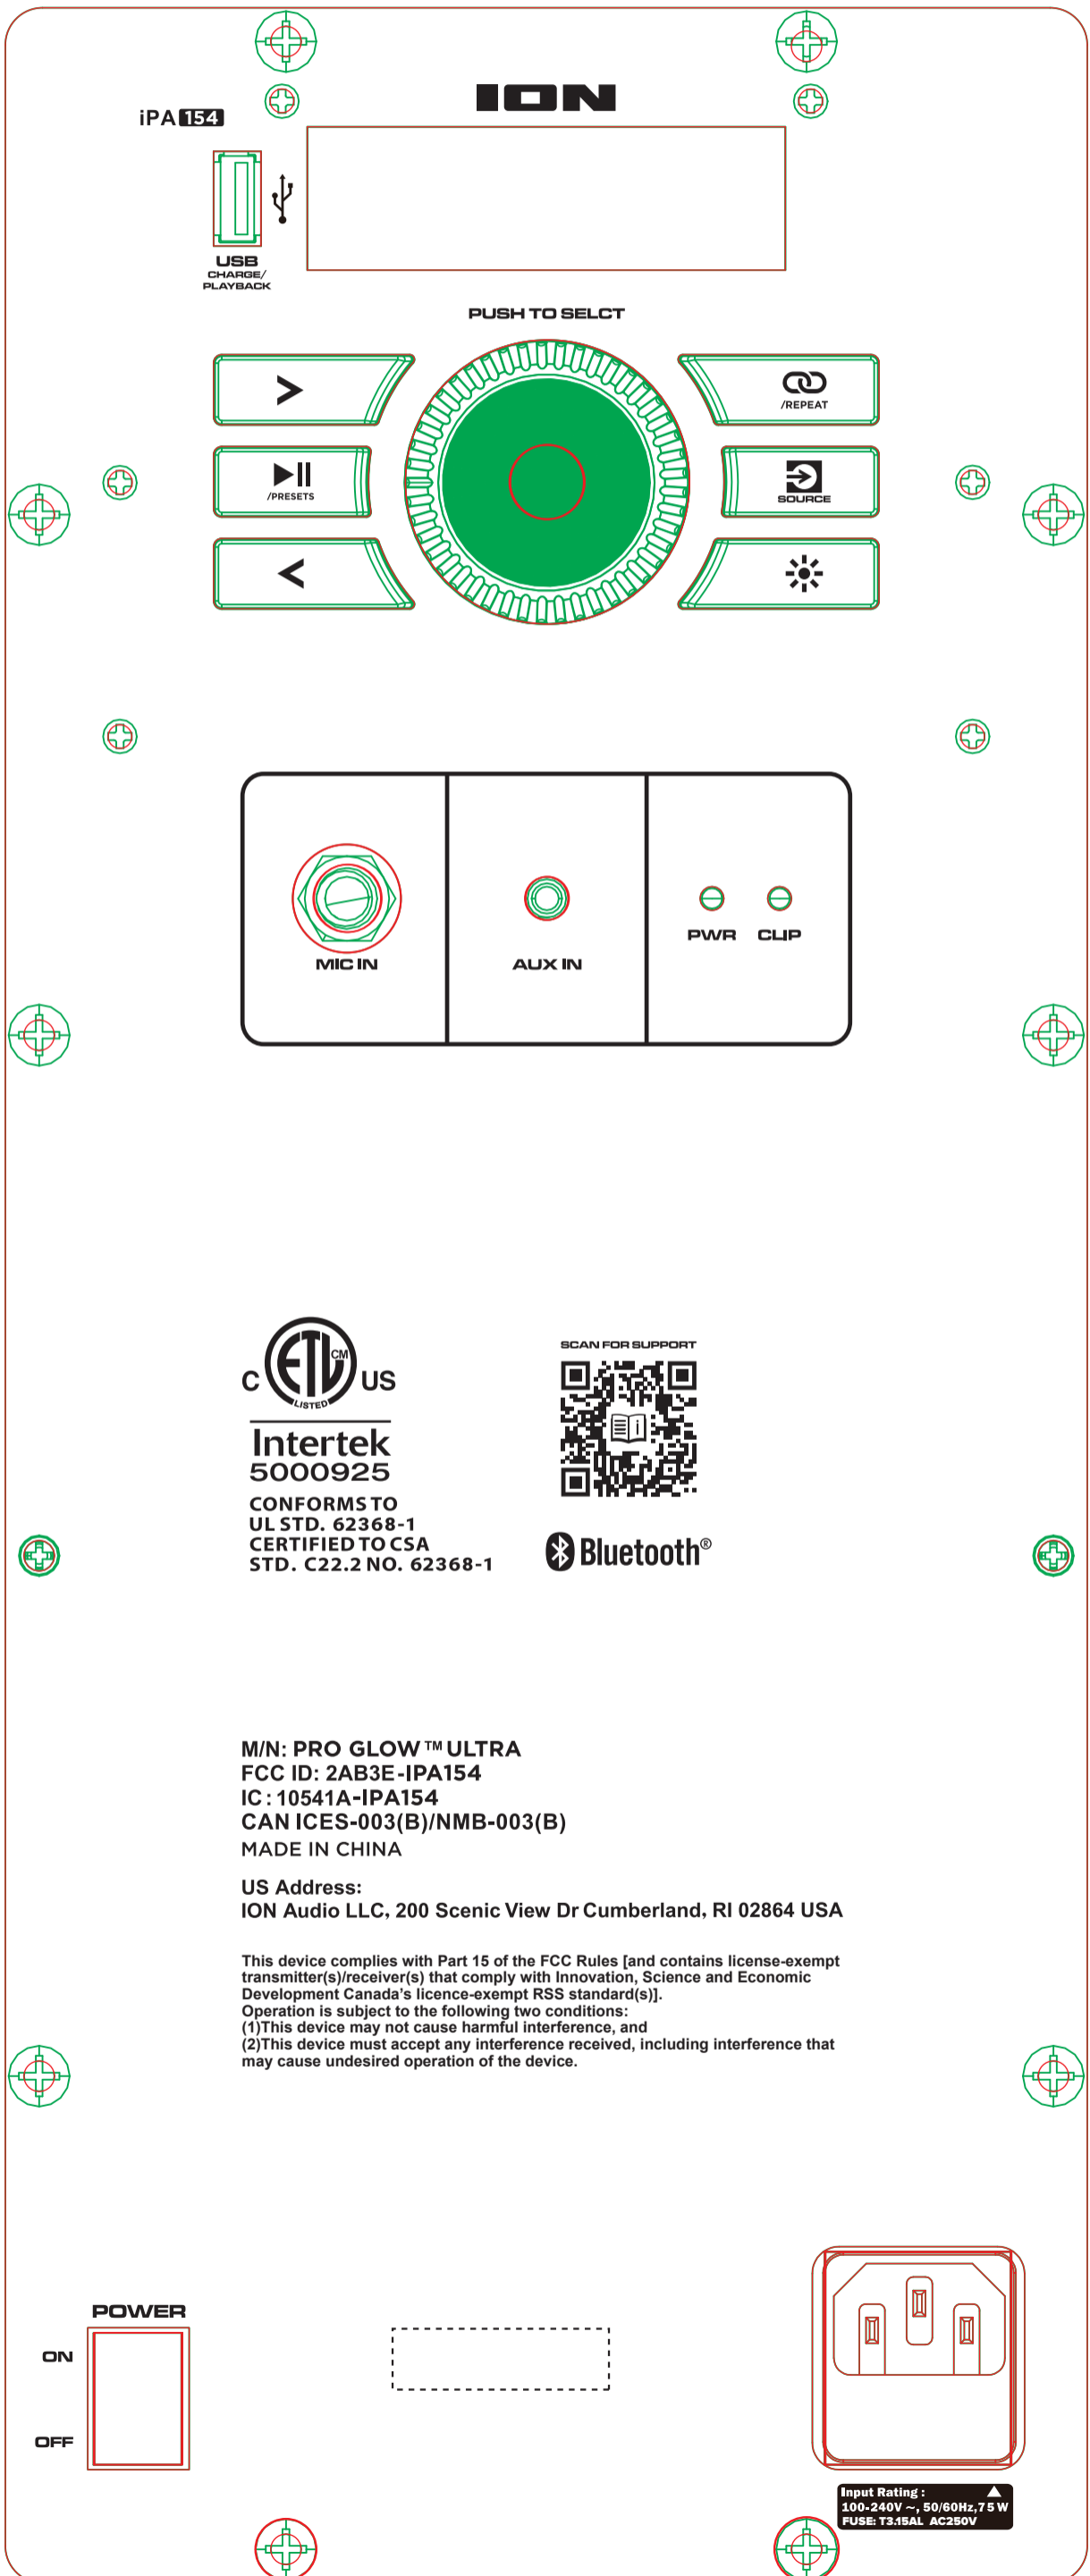 ION
iPA 154
USB
CHARGE/
PLAYBACK
PUSH TO SELCT
>
/REPEAT
/PRESETS
SOURCE
<
MIC IN
AUX IN
PWR CLIP
C ETL CM US
LISTED
Intertek
5000925
CONFORMS TO
UL STD. 62368-1
CERTIFIED TO CSA
STD. C22.2 NO. 62368-1
SCAN FOR SUPPORT
Bluetooth®
M/N: PRO GLOW™ ULTRA
FCC ID: 2AB3E-IPA154
IC: 10541A-IPA154
CAN ICES-003(B)/NMB-003(B)
MADE IN CHINA
US Address:
ION Audio LLC, 200 Scenic View Dr Cumberland, RI 02864 USA
This device complies with Part 15 of the FCC Rules [and contains license-exempt
transmitter(s)/receiver(s) that comply with Innovation, Science and Economic
Development Canada's licence-exempt RSS standard(s)].
Operation is subject to the following two conditions:
(1)This device may not cause harmful interference, and
(2)This device must accept any interference received, including interference that
may cause undesired operation of the device.
POWER
ON
OFF
Input Rating :
100-240V ~, 50/60Hz,75W
FUSE: T3.15AL AC250V